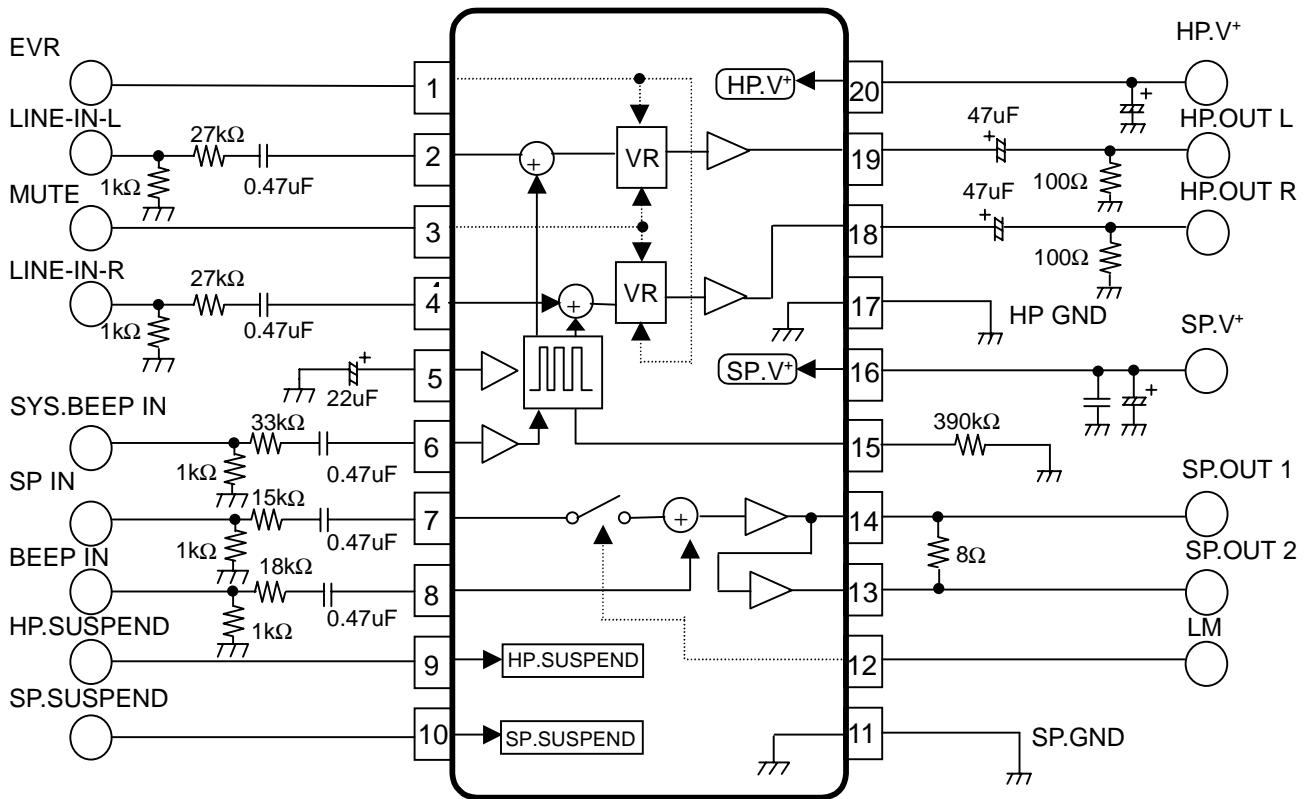 EVR
LINE-IN-L
27kΩ
1kΩ
0.47uF
MUTE
LINE-IN-R
27kΩ
1kΩ
0.47uF
22uF
SYS.BEEP IN
33kΩ
1kΩ
0.47uF
SP IN
15kΩ
1kΩ
0.47uF
BEEP IN
18kΩ
1kΩ
0.47uF
HP.SUSPEND
SP.SUSPEND
1
2
3
4
5
6
7
8
9
10
HP.V+
+
VR
+
VR
SP.V+
+
HP.SUSPEND
SP.SUSPEND
20
19
18
17
16
15
14
13
12
11
HP.V+
+
47uF
+
HP.OUT L
100Ω
47uF
+
HP.OUT R
100Ω
HP GND
SP.V+
+
390kΩ
SP.OUT 1
8Ω
SP.OUT 2
LM
SP.GND
+